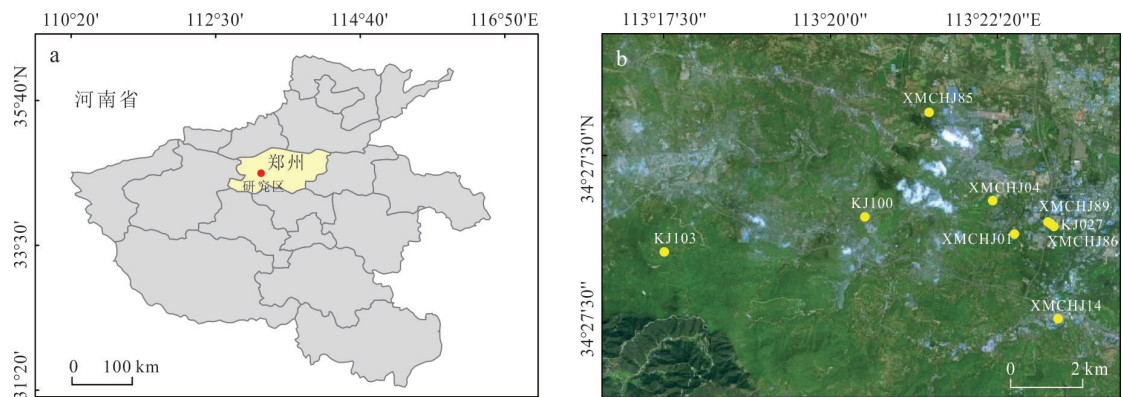 110°20' 112°30' 114°40' 116°50'E
a
河南省
35°40'N
33°30'
31°20'
郑州
研究区
0 100 km
113°17'30" 113°20' 113°22'20"E
b
34°27'30"N
34°27'30"
XMCHJ85
XMCHJ04
KJ100
XMCHJ89
KJ027
XMCHJ01
XMCHJ86
KJ103
XMCHJ14
0 2 km